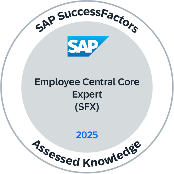 SAP SuccessFactors
SAP
Employee Central Core
Expert
(SFX)
2025
Assessed Knowledge